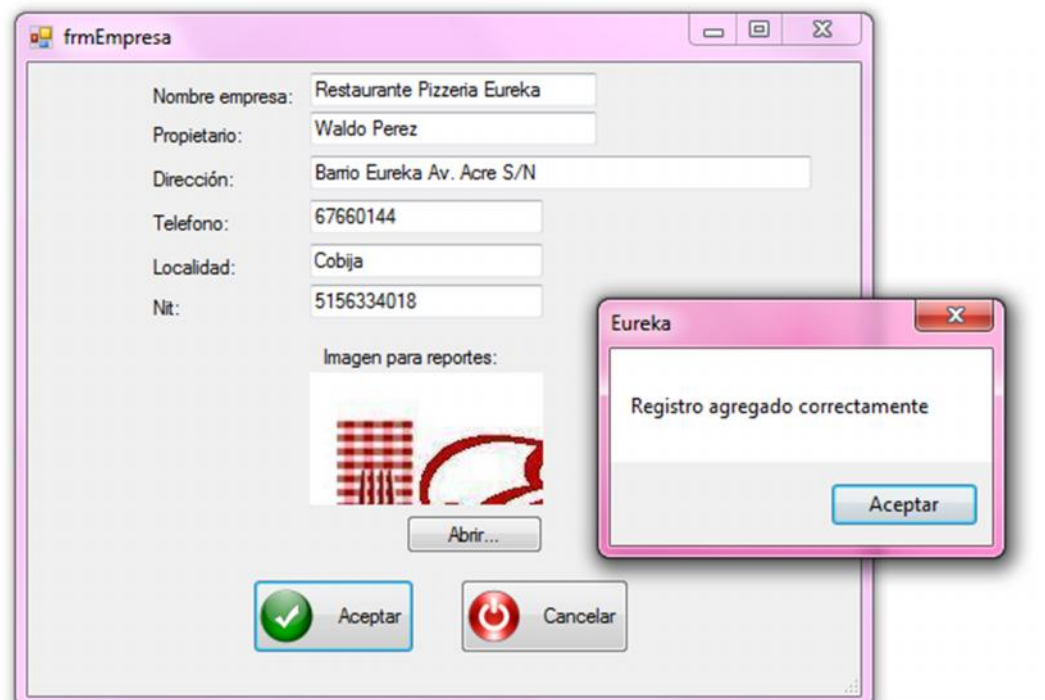 frmEmpresa
Nombre empresa: Restaurante Pizzeria Eureka
Propietario: Waldo Perez
Dirección: Barrio Eureka Av. Acre S/N
Telefono: 67660144
Localidad: Cobija
Nit: 5156334018
Imagen para reportes:
Abrir...
Aceptar Cancelar
Eureka
Registro agregado correctamente
Aceptar